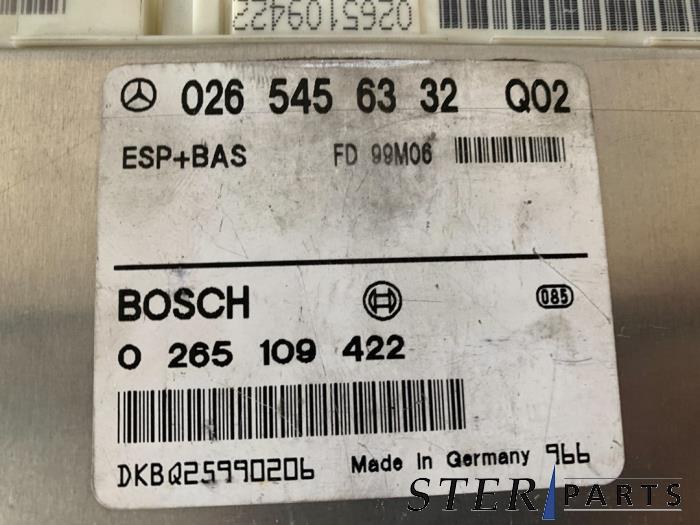 0265109422
026 545 63 32 Q02
ESP+BAS FD 99M06
BOSCH 085
0 265 109 422
DKBQ25990206 Made in Germany 966
STER PARTS